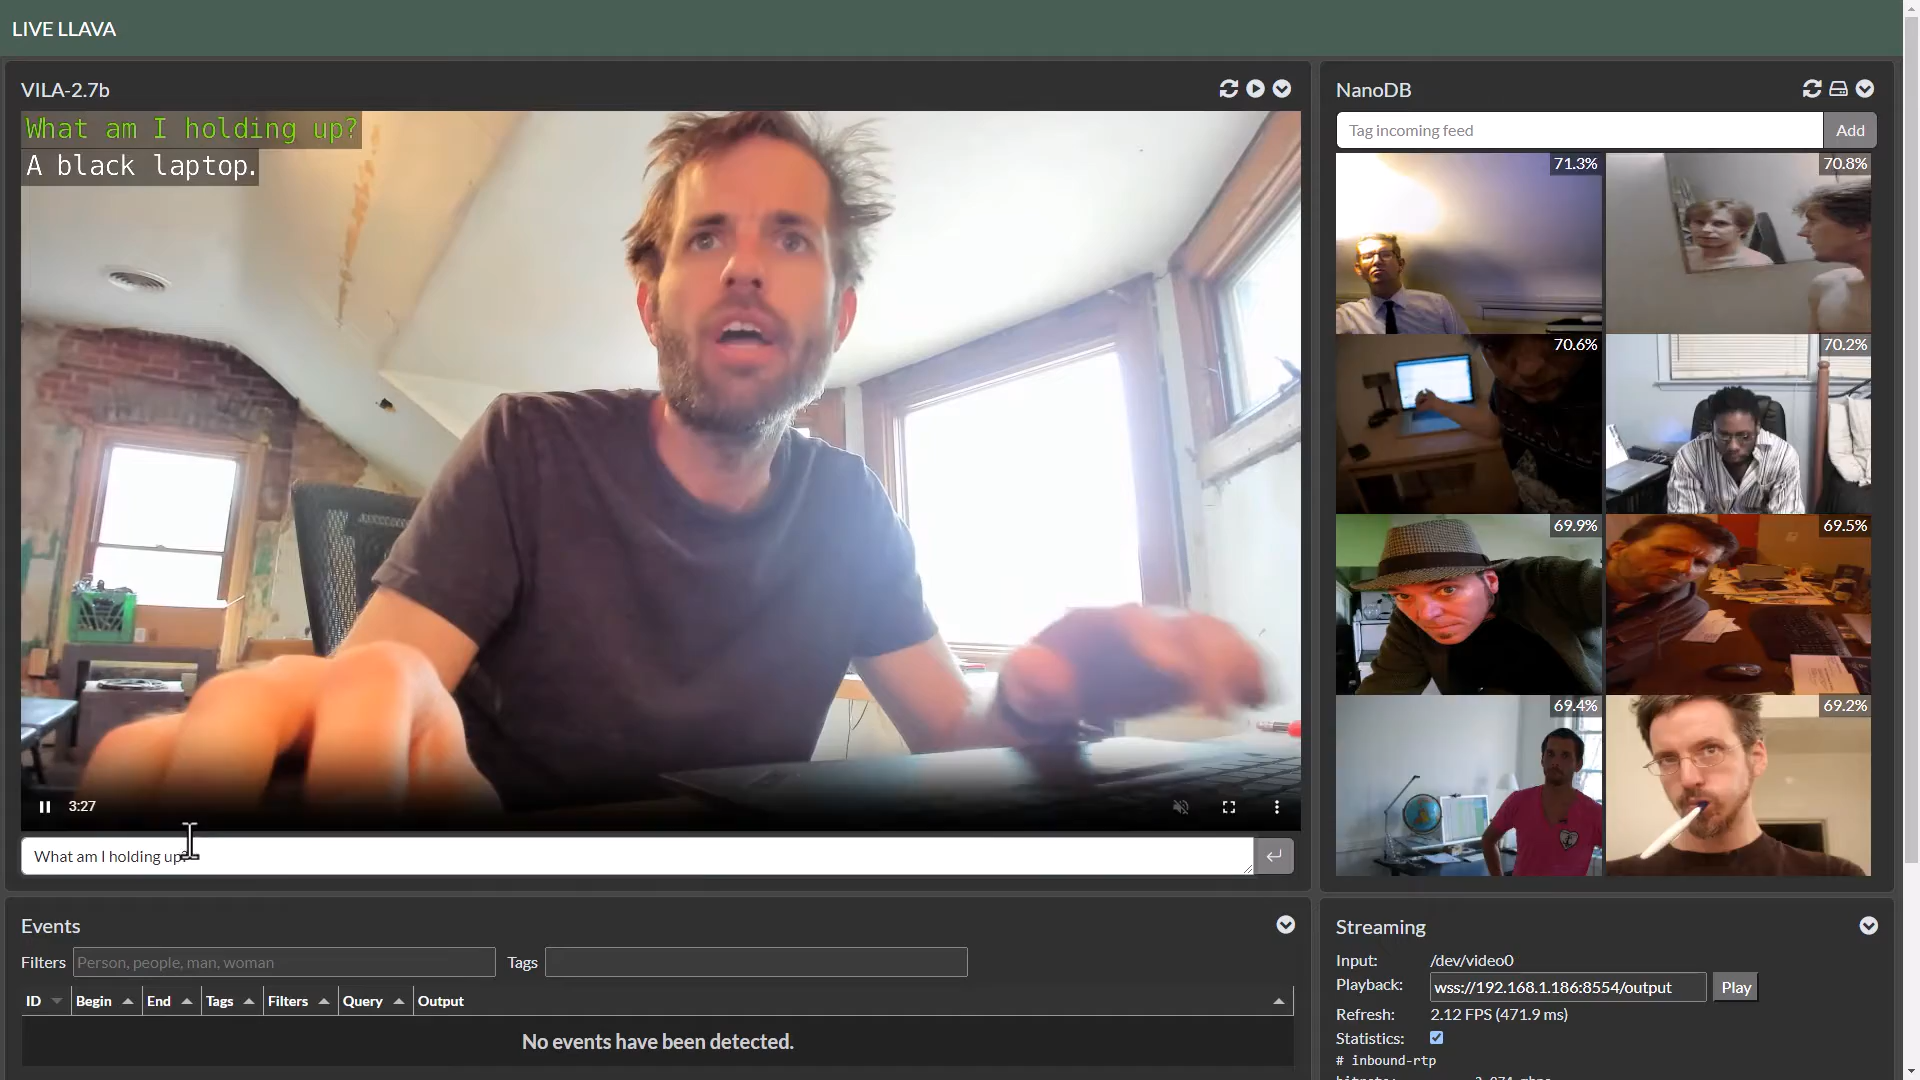 LIVE LLAVA
VILA-2.7b
What am I holding up?
A black laptop.
3:27
What am I holding up?
NanoDB
Tag incoming feed
Add
71.3%
70.8%
70.6%
70.2%
69.9%
69.5%
69.4%
69.2%
Events
Filters
Person, people, man, woman
Tags
ID Begin End Tags Filters Query Output
No events have been detected.
Streaming
Input: /dev/video0
Playback: wss://192.168.1.186:8554/output Play
Refresh: 2.12 FPS (471.9 ms)
Statistics:
# inbound-rtp